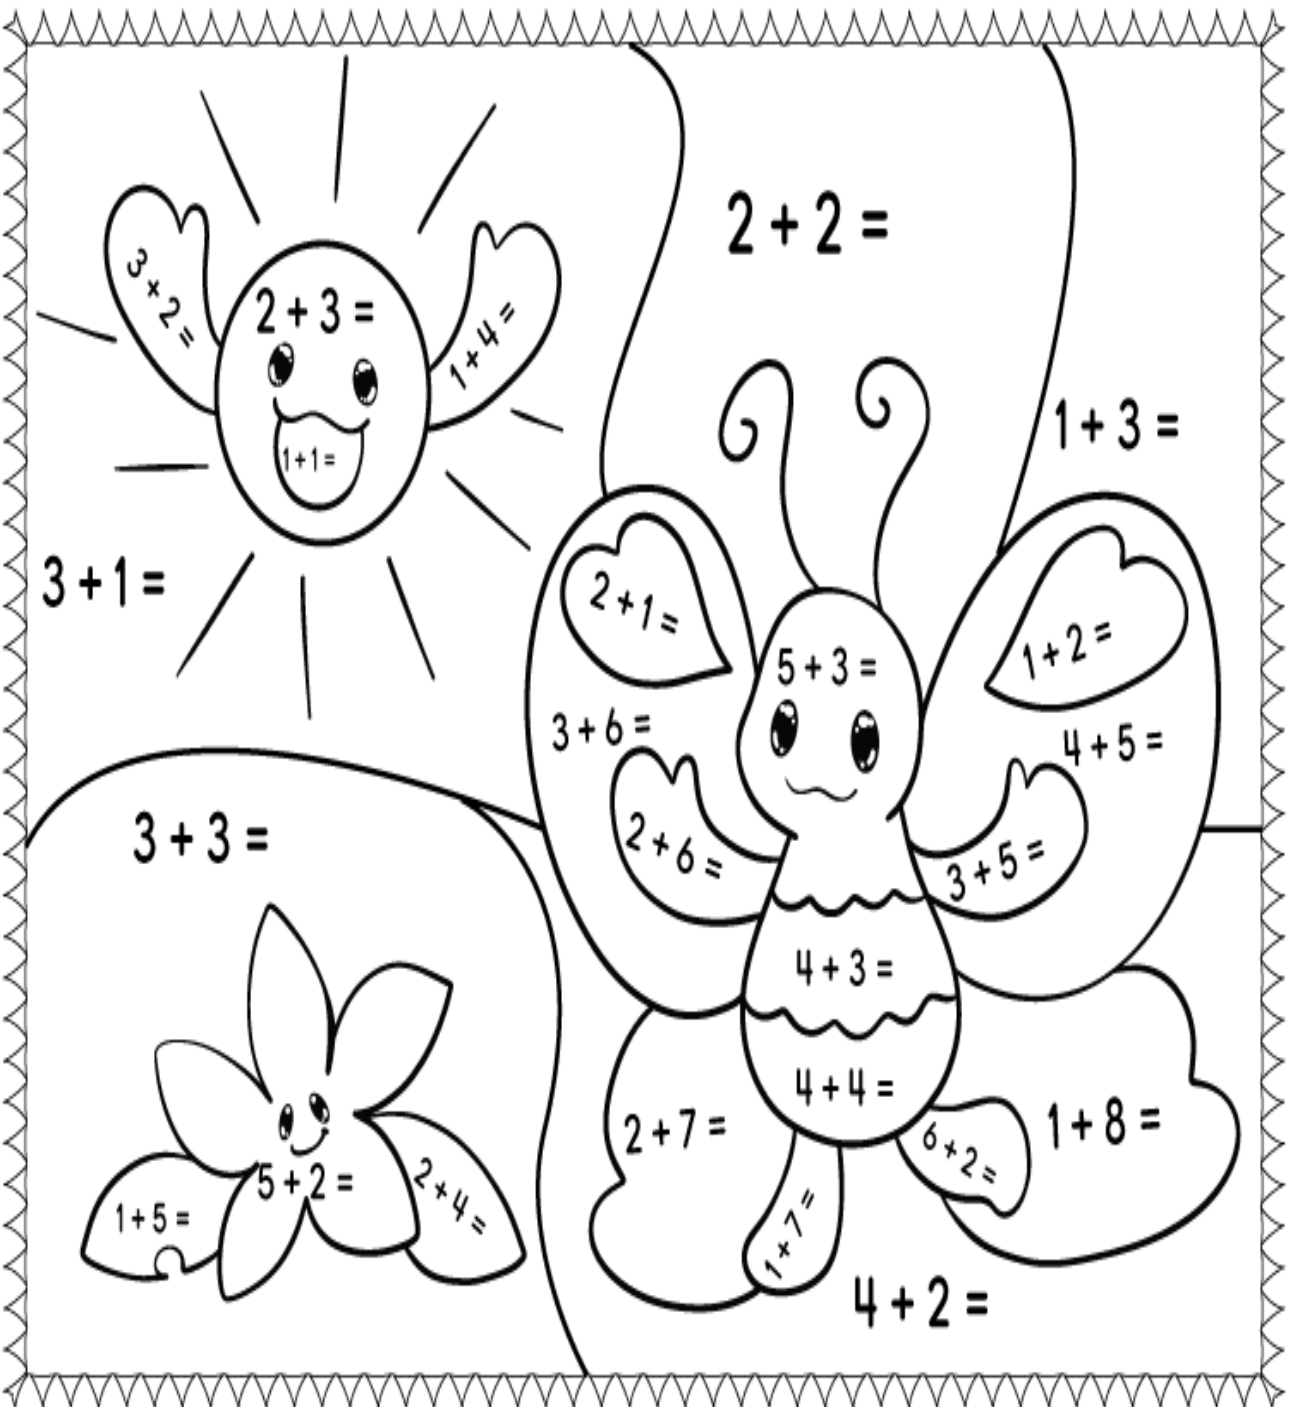 2 + 2 =
3 + 2 =
2 + 3 =
1 + 4 =
1 + 1 =
1 + 3 =
3 + 1 =
2 + 1 =
1 + 2 =
5 + 3 =
3 + 6 =
4 + 5 =
3 + 3 =
2 + 6 =
3 + 5 =
4 + 3 =
4 + 4 =
2 + 7 =
1 + 8 =
6 + 2 =
5 + 2 =
2 + 4 =
1 + 5 =
1 + 7 =
4 + 2 =